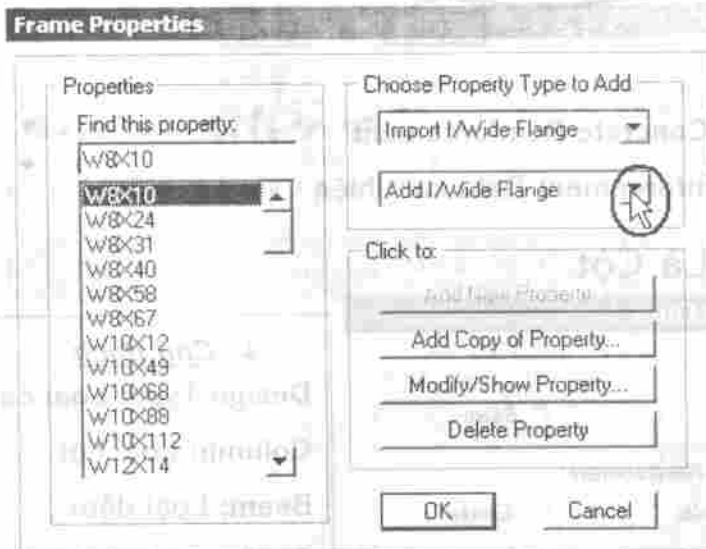 Frame Properties
Properties
Find this property:
W8X10
W8X10
W8X24
W8X31
W8X40
W8X58
W8X67
W10X12
W10X49
W10X68
W10X88
W10X112
W12X14
Choose Property Type to Add
Import I/Wide Flange
Add I/Wide Flange
Click to:
Add New Property
Add Copy of Property...
Modify/Show Property...
Delete Property
OK
Cancel